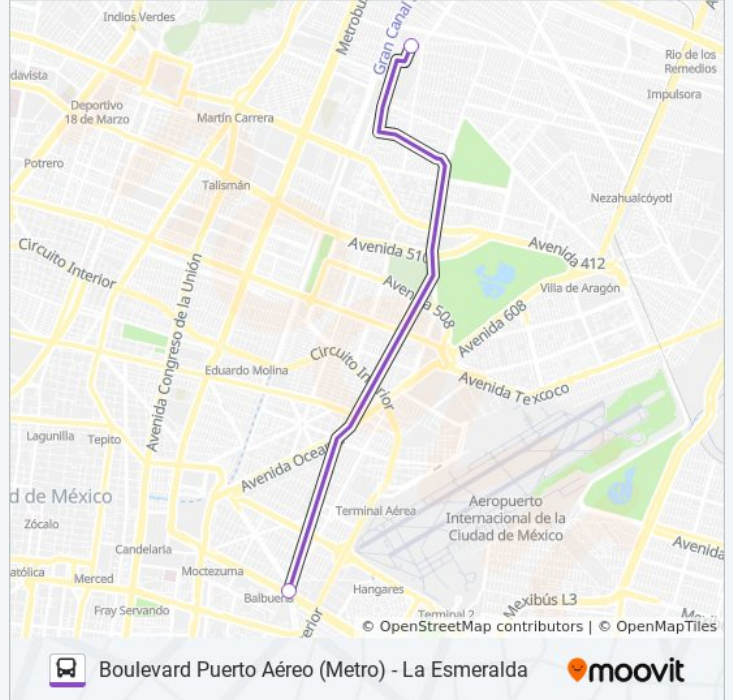 Indios Verdes
Metrobú
Gran Canal
Río de los
Remedios
davista
Impulsora
Deportivo
18 de Marzo
Martín Carrera
Potrero
Talismán
Nezahualcóyotl
Circuito Interior
Avenida 510
Avenida 412
Villa de Aragón
Avenida 508
Avenida 608
Avenida Congreso de la Unión
Eduardo Molina
Circuito Interior
Avenida Texcoco
Lagunilla
Tepito
Avenida Ocean
d de México
Zócalo
Terminal Aérea
Aeropuerto
Internacional de la
Ciudad de México
Candelaria
Avenida
atólica
Merced
Moctezuma
Balbuena
Hangares
Fray Servando
erior
Terminal 2
Mexibús L3
© OpenStreetMap contributors | © OpenMapTiles
Boulevard Puerto Aéreo (Metro) - La Esmeralda
moovit